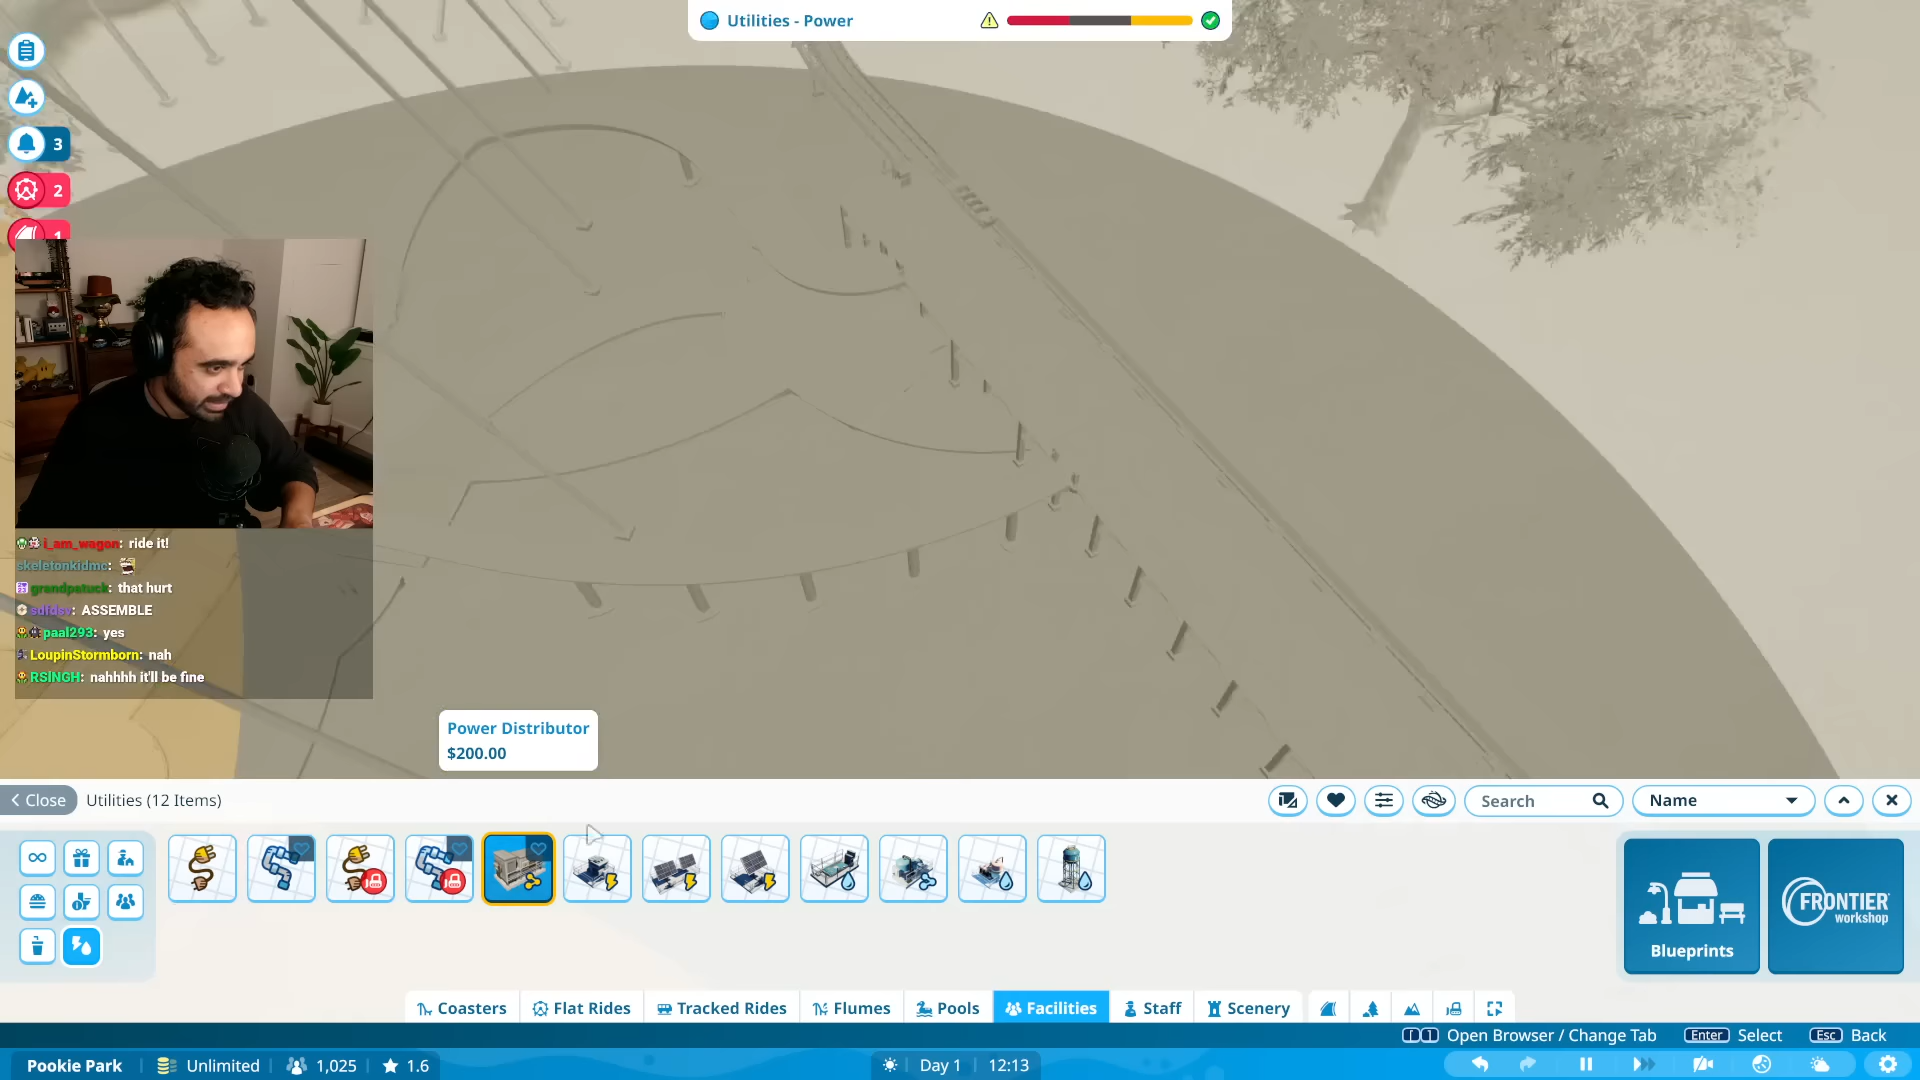 Utilities - Power
3
2
1
i_am_wagon: ride it!
skeletonkidmc:
grandpatuck: that hurt
sdfdsv: ASSEMBLE
paal293: yes
LoupinStormborn: nah
RSINGH: nahhhh it'll be fine
Power Distributor
$200.00
Close
Utilities (12 Items)
Search
Name
Blueprints
FRONTIER
workshop
Coasters
Flat Rides
Tracked Rides
Flumes
Pools
Facilities
Staff
Scenery
Open Browser / Change Tab
Enter Select
Esc Back
Pookie Park
Unlimited
1,025
1.6
Day 1
12:13